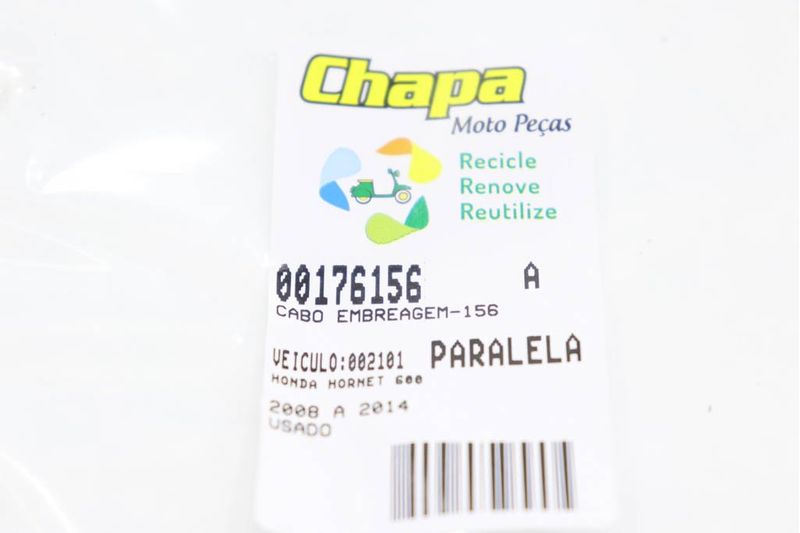 Chapa
Moto Peças
Recicle
Renove
Reutilize
00176156 A
CABO EMBREAGEM-156
VEICULO:002101 PARALELA
HONDA HORNET 600
2008 A 2014
USADO